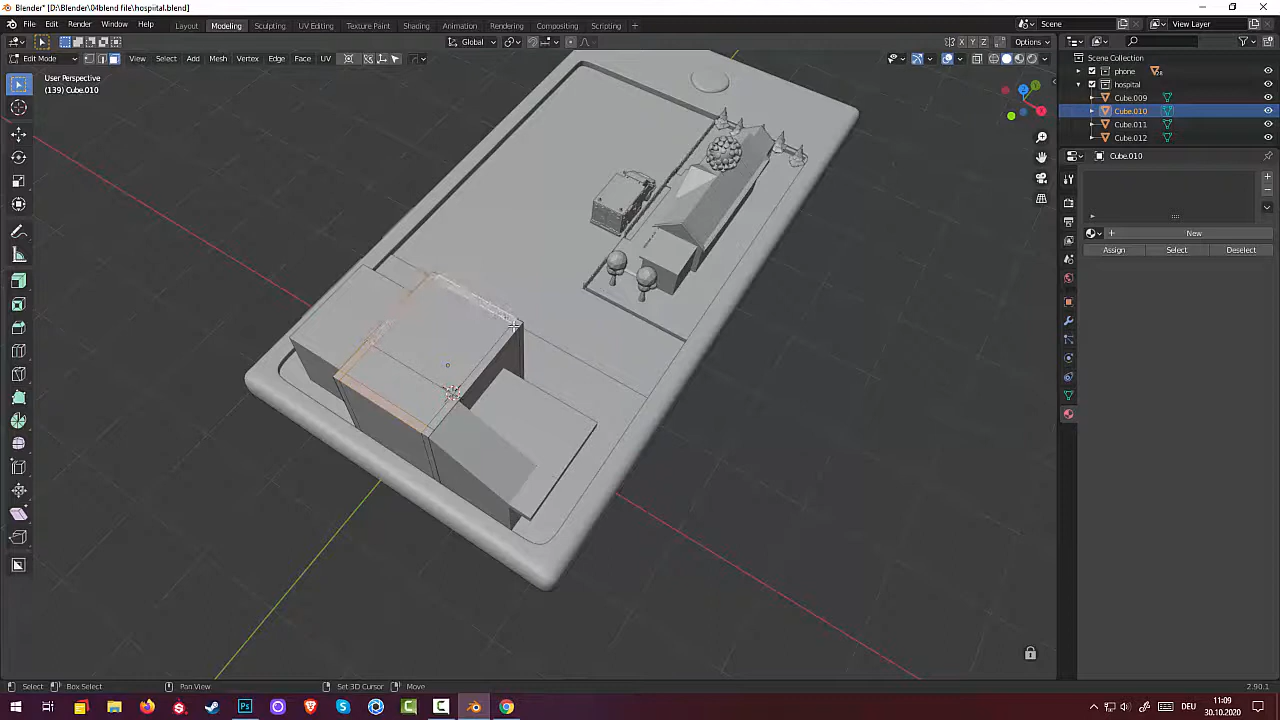 Blender* [D:\Blender\04blend file\hospital.blend]
File Edit Render Window Help Layout Modeling Sculpting UV Editing Texture Paint Shading Animation Rendering Compositing Scripting + Scene View Layer
Global X Y Z Options
Edit Mode View Select Add Mesh Vertex Edge Face UV
User Perspective
(139) Cube.010
Scene Collection
phone
hospital
Cube.009
Cube.010
Cube.011
Cube.012
Cube.010
New
Assign Select Deselect
Select Box Select Pan View Set 3D Cursor Move 2.90.1
DEU 11:09
30.10.2020